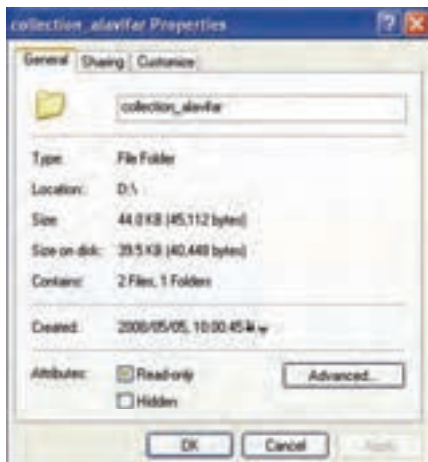 collection_alavifar Properties
General Sharing Customize
collection_alavifar
Type: File Folder
Location: D:\
Size: 44.0 KB (45,112 bytes)
Size on disk: 39.5 KB (40,448 bytes)
Contains: 2 Files, 1 Folders
Created: 2006/05/05, 10:00:45
Attributes: Read-only Advanced...
Hidden
OK Cancel Apply